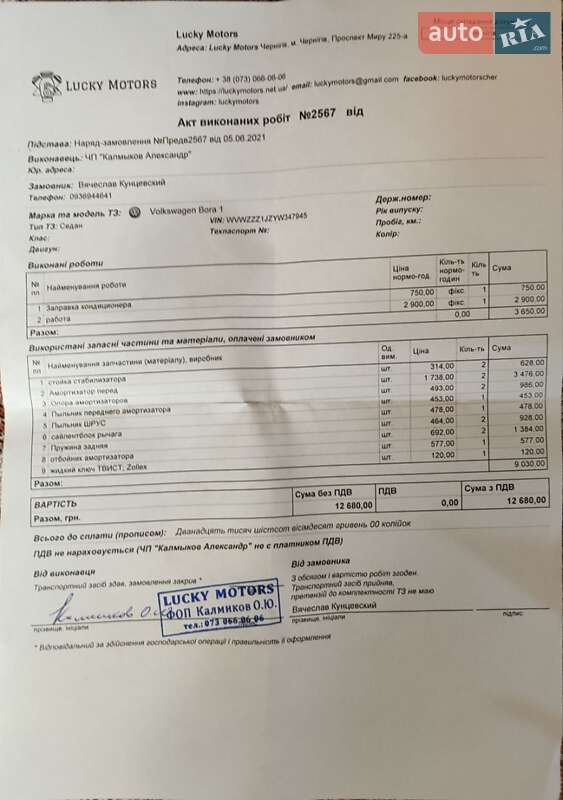 Lucky Motors
Адреса: Lucky Motors Чернігів, м. Чернігів, Проспект Миру 225-а
auto RIA
.com
LUCKY MOTORS
Телефон: + 38 (073) 066-06-06
www: https://luckymotors.net.ua/ email: luckymotors@gmail.com facebook: luckymotorscher
instagram: luckymotors
Акт виконаних робіт №2567 від
Підстава: Наряд-замовлення №Предв2567 від 05.06.2021
Виконавець: ЧП "Калмыков Александр"
Юр. адреса:
Замовник: Вячеслав Кунцевский
Телефон: 0936944641
Марка та модель ТЗ: Volkswagen Bora 1
Держ.номер:
Тип ТЗ: Седан
VIN: WVWZZZ1JZYW347945
Рік випуску:
Клас:
Техпаспорт №:
Пробіг, км.:
Двигун:
Колір:
Виконані роботи
№ пп Найменування роботи Ціна нормо-год. Кіль-ть нормо-годин Кіль ть Сума
1 Заправка кондиционера 750,00 фікс. 1 750,00
2 работа 2 900,00 фікс. 1 2 900,00
Разом: 0,00 3 650,00
Використані запасні частини та матеріали, оплачені замовником
№ пп Найменування запчастини (матеріалу), виробник Од. вим. Ціна Кіль-ть Сума
1 стойка стабилизатора шт. 314,00 2 628,00
2 Амортизатор перед шт. 1 738,00 2 3 476,00
3 Опора амортизаторов шт. 493,00 2 986,00
4 Пыльник переднего амортизатора шт. 453,00 1 453,00
5 Пыльник ШРУС шт. 478,00 1 478,00
6 сайлентблок рычага шт. 464,00 2 928,00
7 Пружина задняя шт. 692,00 2 1 384,00
8 отбойник амортизатора шт. 577,00 1 577,00
9 жидкий ключ ТВИСТ; Zollex шт. 120,00 1 120,00
Разом: 9 030,00
ВАРТІСТЬ Сума без ПДВ ПДВ Сума з ПДВ
Разом, грн. 12 680,00 0,00 12 680,00
Всього до сплати (прописом): Дванадцять тисяч шістсот вісімдесят гривень 00 копійок
ПДВ не нараховується (ЧП "Калмыков Александр" не є платником ПДВ)
Від виконавця
Транспортний засіб здав, замовлення закрив *
Від замовника
З обсягом і вартістю робіт згоден.
Транспортний засіб прийняв,
претензій до комплектності ТЗ не маю
LUCKY MOTORS
ФОП Калмиков О.Ю.
тел.: 073 066-06-06
Вячеслав Кунцевский
прізвище, ініціали
прізвище, ініціали
підпис.
* Відповідальний за здійснення господарської операції і правильність її оформлення